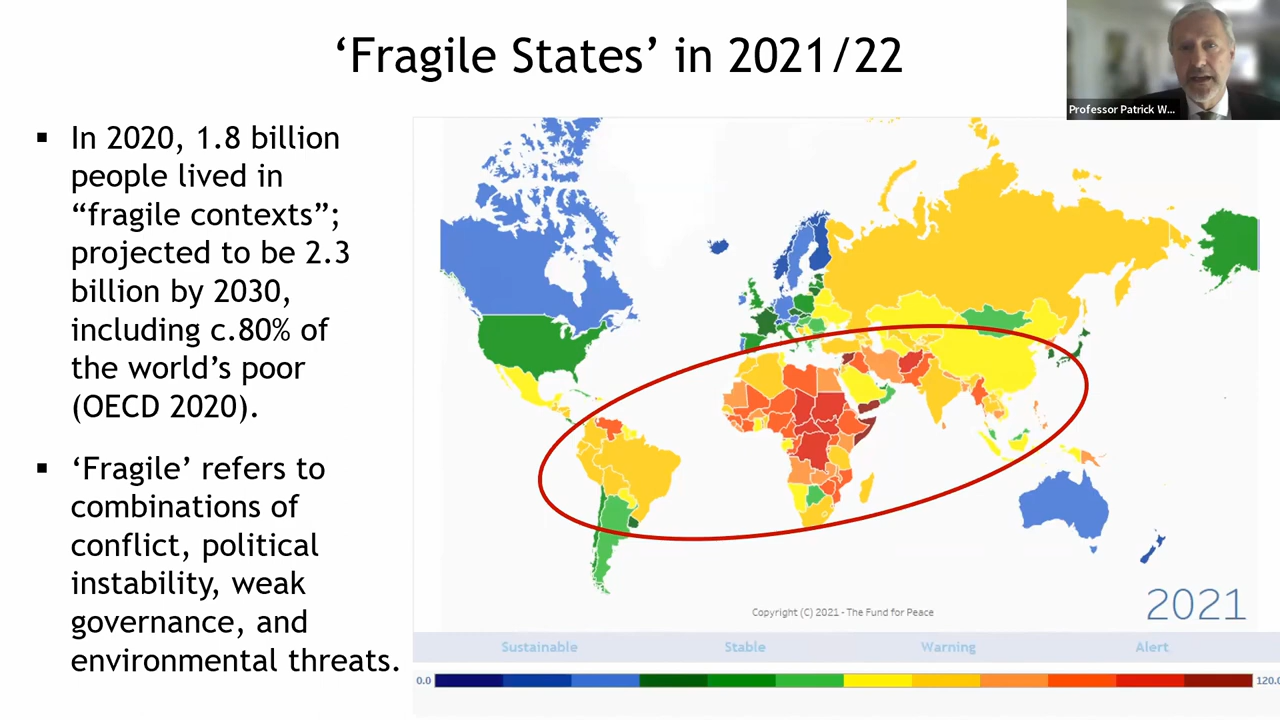 ‘Fragile States’ in 2021/22
Professor Patrick W...
▪ In 2020, 1.8 billion
people lived in
“fragile contexts”;
projected to be 2.3
billion by 2030,
including c.80% of
the world’s poor
(OECD 2020).
▪ ‘Fragile’ refers to
combinations of
conflict, political
instability, weak
governance, and
environmental threats.
Copyright (C) 2021 - The Fund for Peace
2021
Sustainable Stable Warning Alert
0.0 120.0